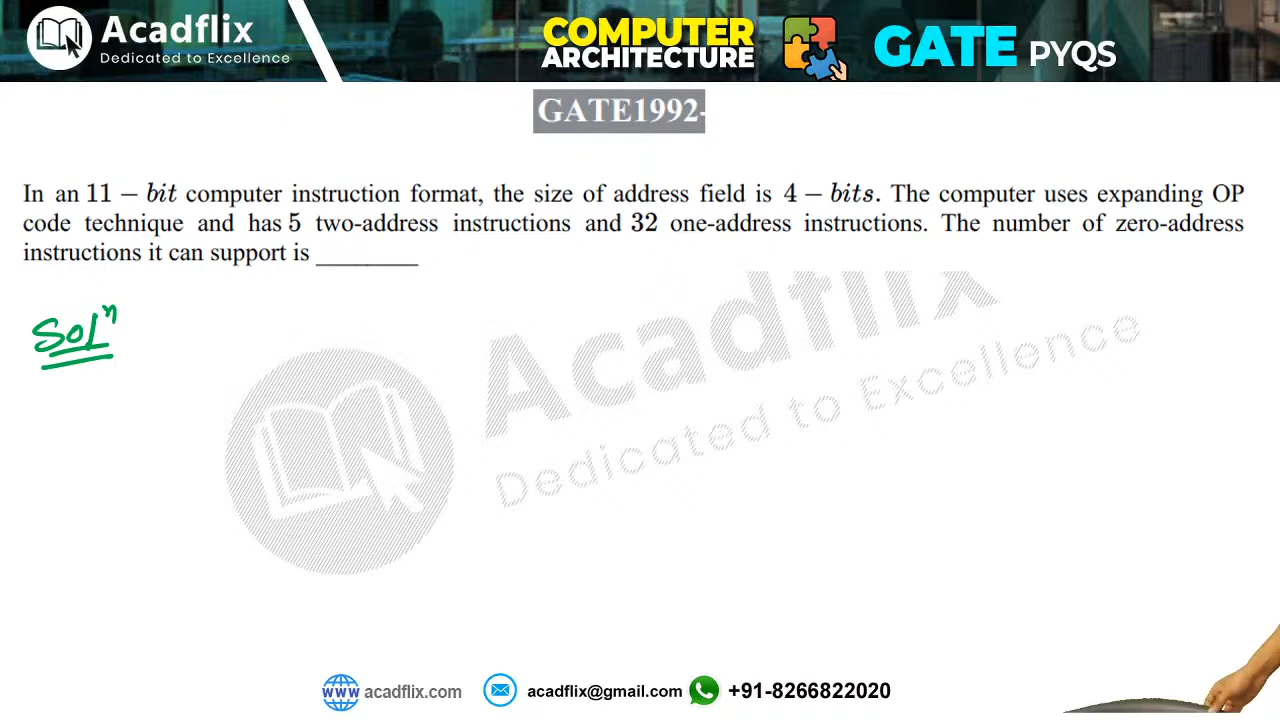 Acadflix
Dedicated to Excellence
COMPUTER
ARCHITECTURE
GATE PYQS
GATE1992-
In an 11 − bit computer instruction format, the size of address field is 4 − bits. The computer uses expanding OP
code technique and has 5 two-address instructions and 32 one-address instructions. The number of zero-address
instructions it can support is ________
Solⁿ
Acadflix
Dedicated to Excellence
www acadflix.com
acadflix@gmail.com
+91-8266822020